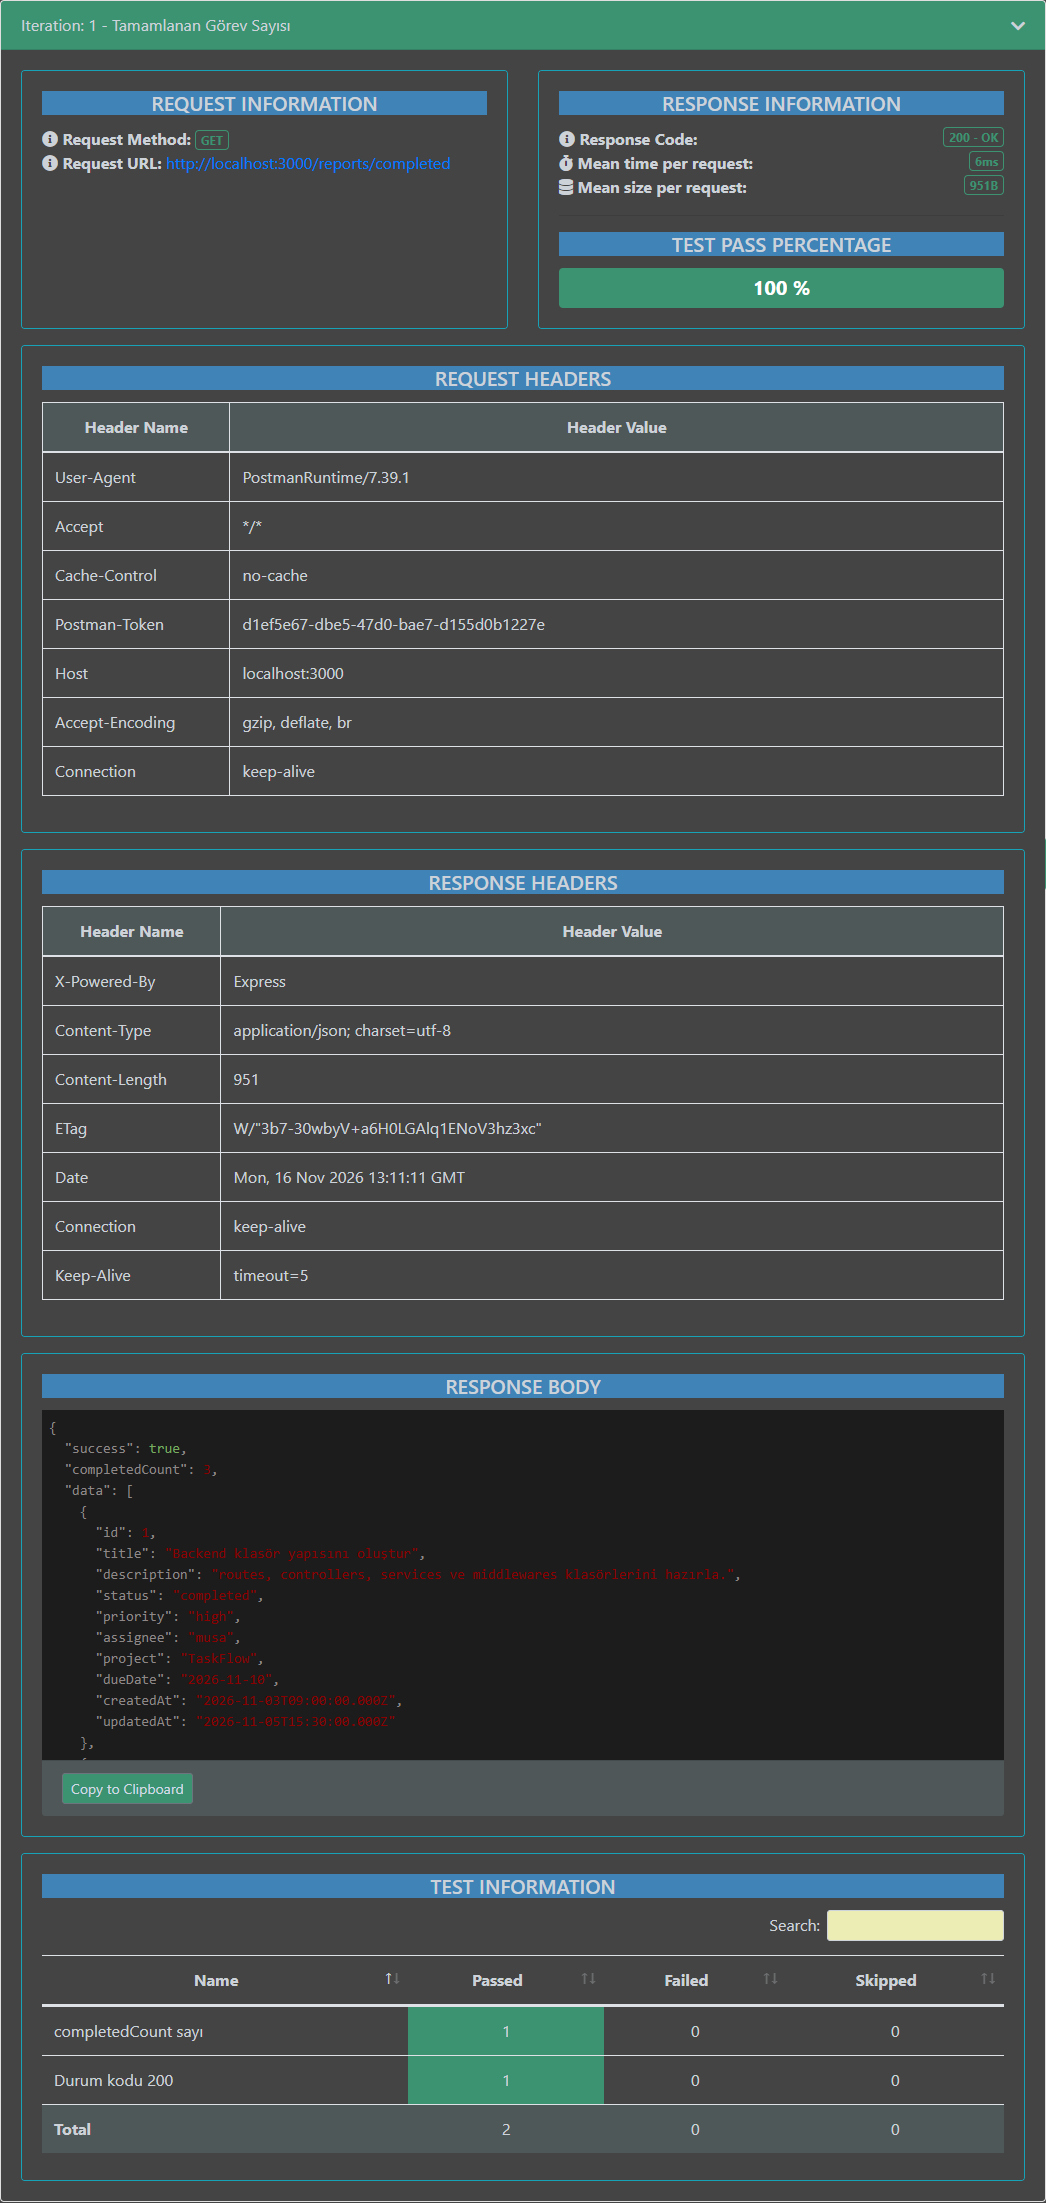 Iteration: 1 - Tamamlanan Görev Sayısı
REQUEST INFORMATION
Request Method: GET
Request URL: http://localhost:3000/reports/completed
RESPONSE INFORMATION
Response Code: 200 - OK
Mean time per request: 6ms
Mean size per request: 951B
TEST PASS PERCENTAGE
100 %
REQUEST HEADERS
Header Name Header Value
User-Agent PostmanRuntime/7.39.1
Accept */*
Cache-Control no-cache
Postman-Token d1ef5e67-dbe5-47d0-bae7-d155d0b1227e
Host localhost:3000
Accept-Encoding gzip, deflate, br
Connection keep-alive
RESPONSE HEADERS
Header Name Header Value
X-Powered-By Express
Content-Type application/json; charset=utf-8
Content-Length 951
ETag W/"3b7-30wbyV+a6H0LGAlq1ENoV3hz3xc"
Date Mon, 16 Nov 2026 13:11:11 GMT
Connection keep-alive
Keep-Alive timeout=5
RESPONSE BODY
{
"success": true,
"completedCount": 3,
"data": [
{
"id": 1,
"title": "Backend klasör yapısını oluştur",
"description": "routes, controllers, services ve middlewares klasörlerini hazırla.",
"status": "completed",
"priority": "high",
"assignee": "musa",
"project": "TaskFlow",
"dueDate": "2026-11-10",
"createdAt": "2026-11-03T09:00:00.000Z",
"updatedAt": "2026-11-05T15:30:00.000Z"
},
Copy to Clipboard
TEST INFORMATION
Search:
Name Passed Failed Skipped
completedCount sayı 1 0 0
Durum kodu 200 1 0 0
Total 2 0 0